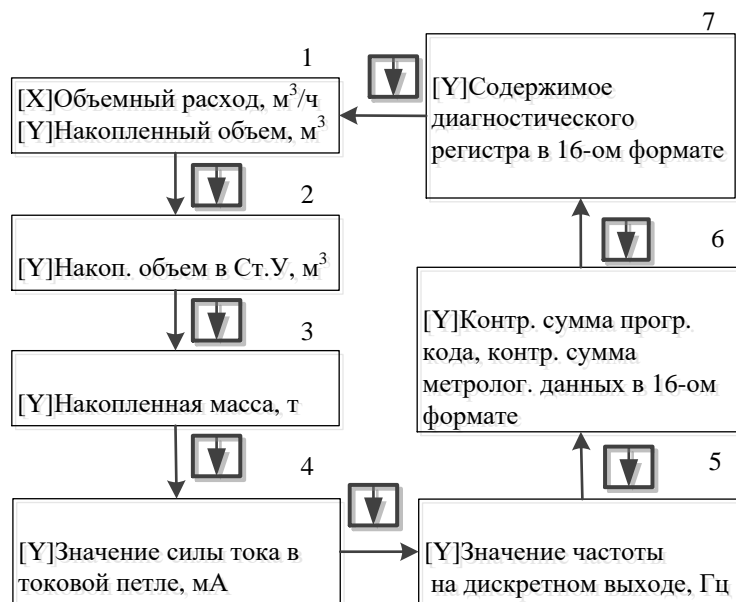 1
[X]Объемный расход, м³/ч
[Y]Накопленный объем, м³
2
[Y]Накоп. объем в Ст.У, м³
3
[Y]Накопленная масса, т
4
[Y]Значение силы тока в
токовой петле, мА
5
[Y]Значение частоты
на дискретном выходе, Гц
6
[Y]Контр. сумма прогр.
кода, контр. сумма
метролог. данных в 16-ом
формате
7
[Y]Содержимое
диагностического
регистра в 16-ом формате